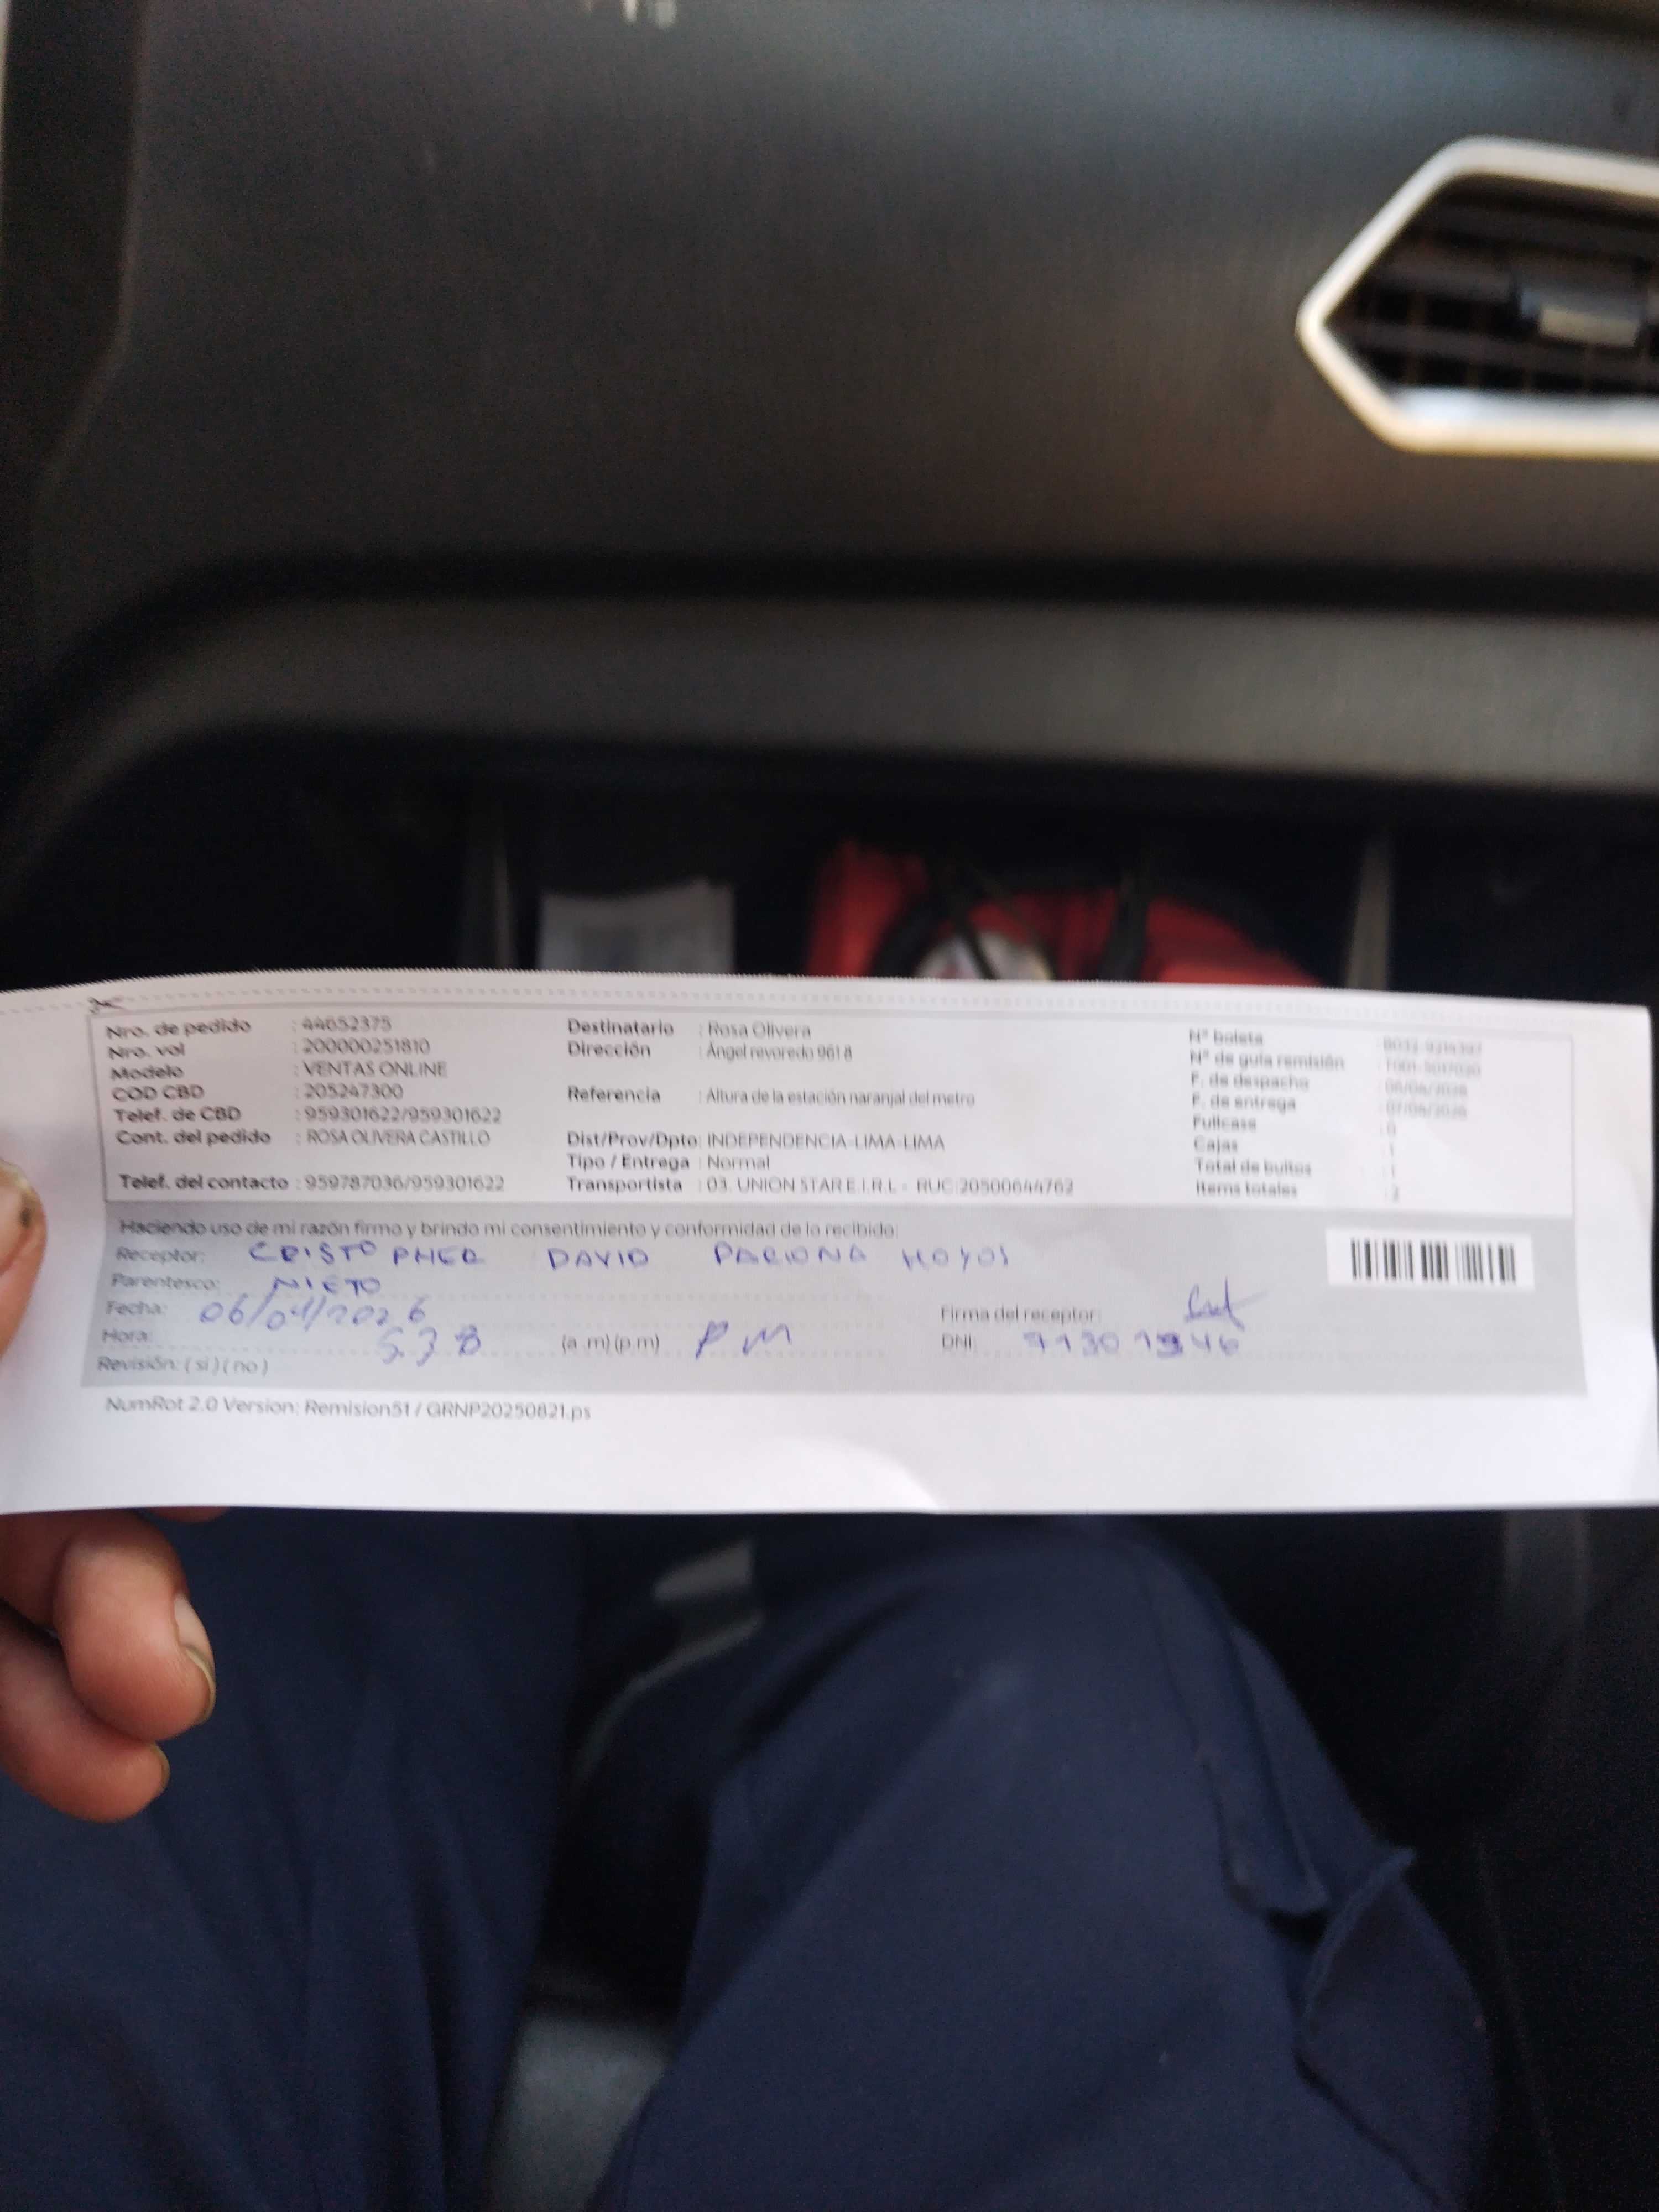 Nro. de pedido : 44652375
Nro. vol : 200000251810
Modelo : VENTAS ONLINE
COD CBD : 205247300
Telef. de CBD : 959301622/959301622
Cont. del pedido : ROSA OLIVERA CASTILLO
Telef. del contacto : 959787036/959301622
Destinatario : Rosa Olivera
Dirección : Ángel revoredo 961 8
Referencia : Altura de la estación naranjal del metro
Dist/Prov/Dpto: INDEPENDENCIA-LIMA-LIMA
Tipo / Entrega : Normal
Transportista : 03. UNION STAR E.I.R.L - RUC:20500644762
N° boleta
N° de guía remisión
F. de despacho
F. de entrega
Fullcase : 0
Cajas : 1
Total de bultos : 1
Items totales : 2
Haciendo uso de mi razón firmo y brindo mi consentimiento y conformidad de lo recibido:
Receptor: CRISTOPHER DAVID PARIONA HOYOS
Parentesco: NIETO
Fecha: 06/04/2026
Hora: 5:38 (a.m) (p.m) PM
Revisión: ( si ) ( no )
Firma del receptor:
DNI:
NumRot 2.0 Version: Remision51 / GRNP20250821.ps